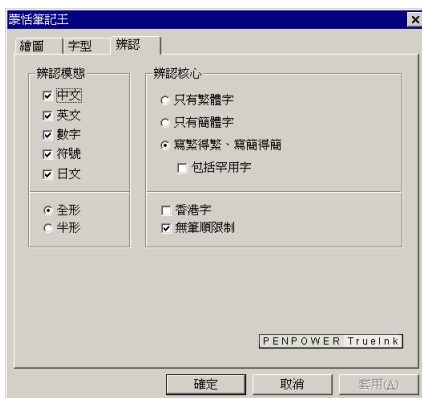 蒙恬筆記王
繪圖 字型 辨認
辨認模態
中文
英文
數字
符號
日文
全形
半形
辨認核心
只有繁體字
只有簡體字
寫繁得繁、寫簡得簡
包括罕用字
香港字
無筆順限制
PENPOWER TrueInk
確定 取消 套用(A)